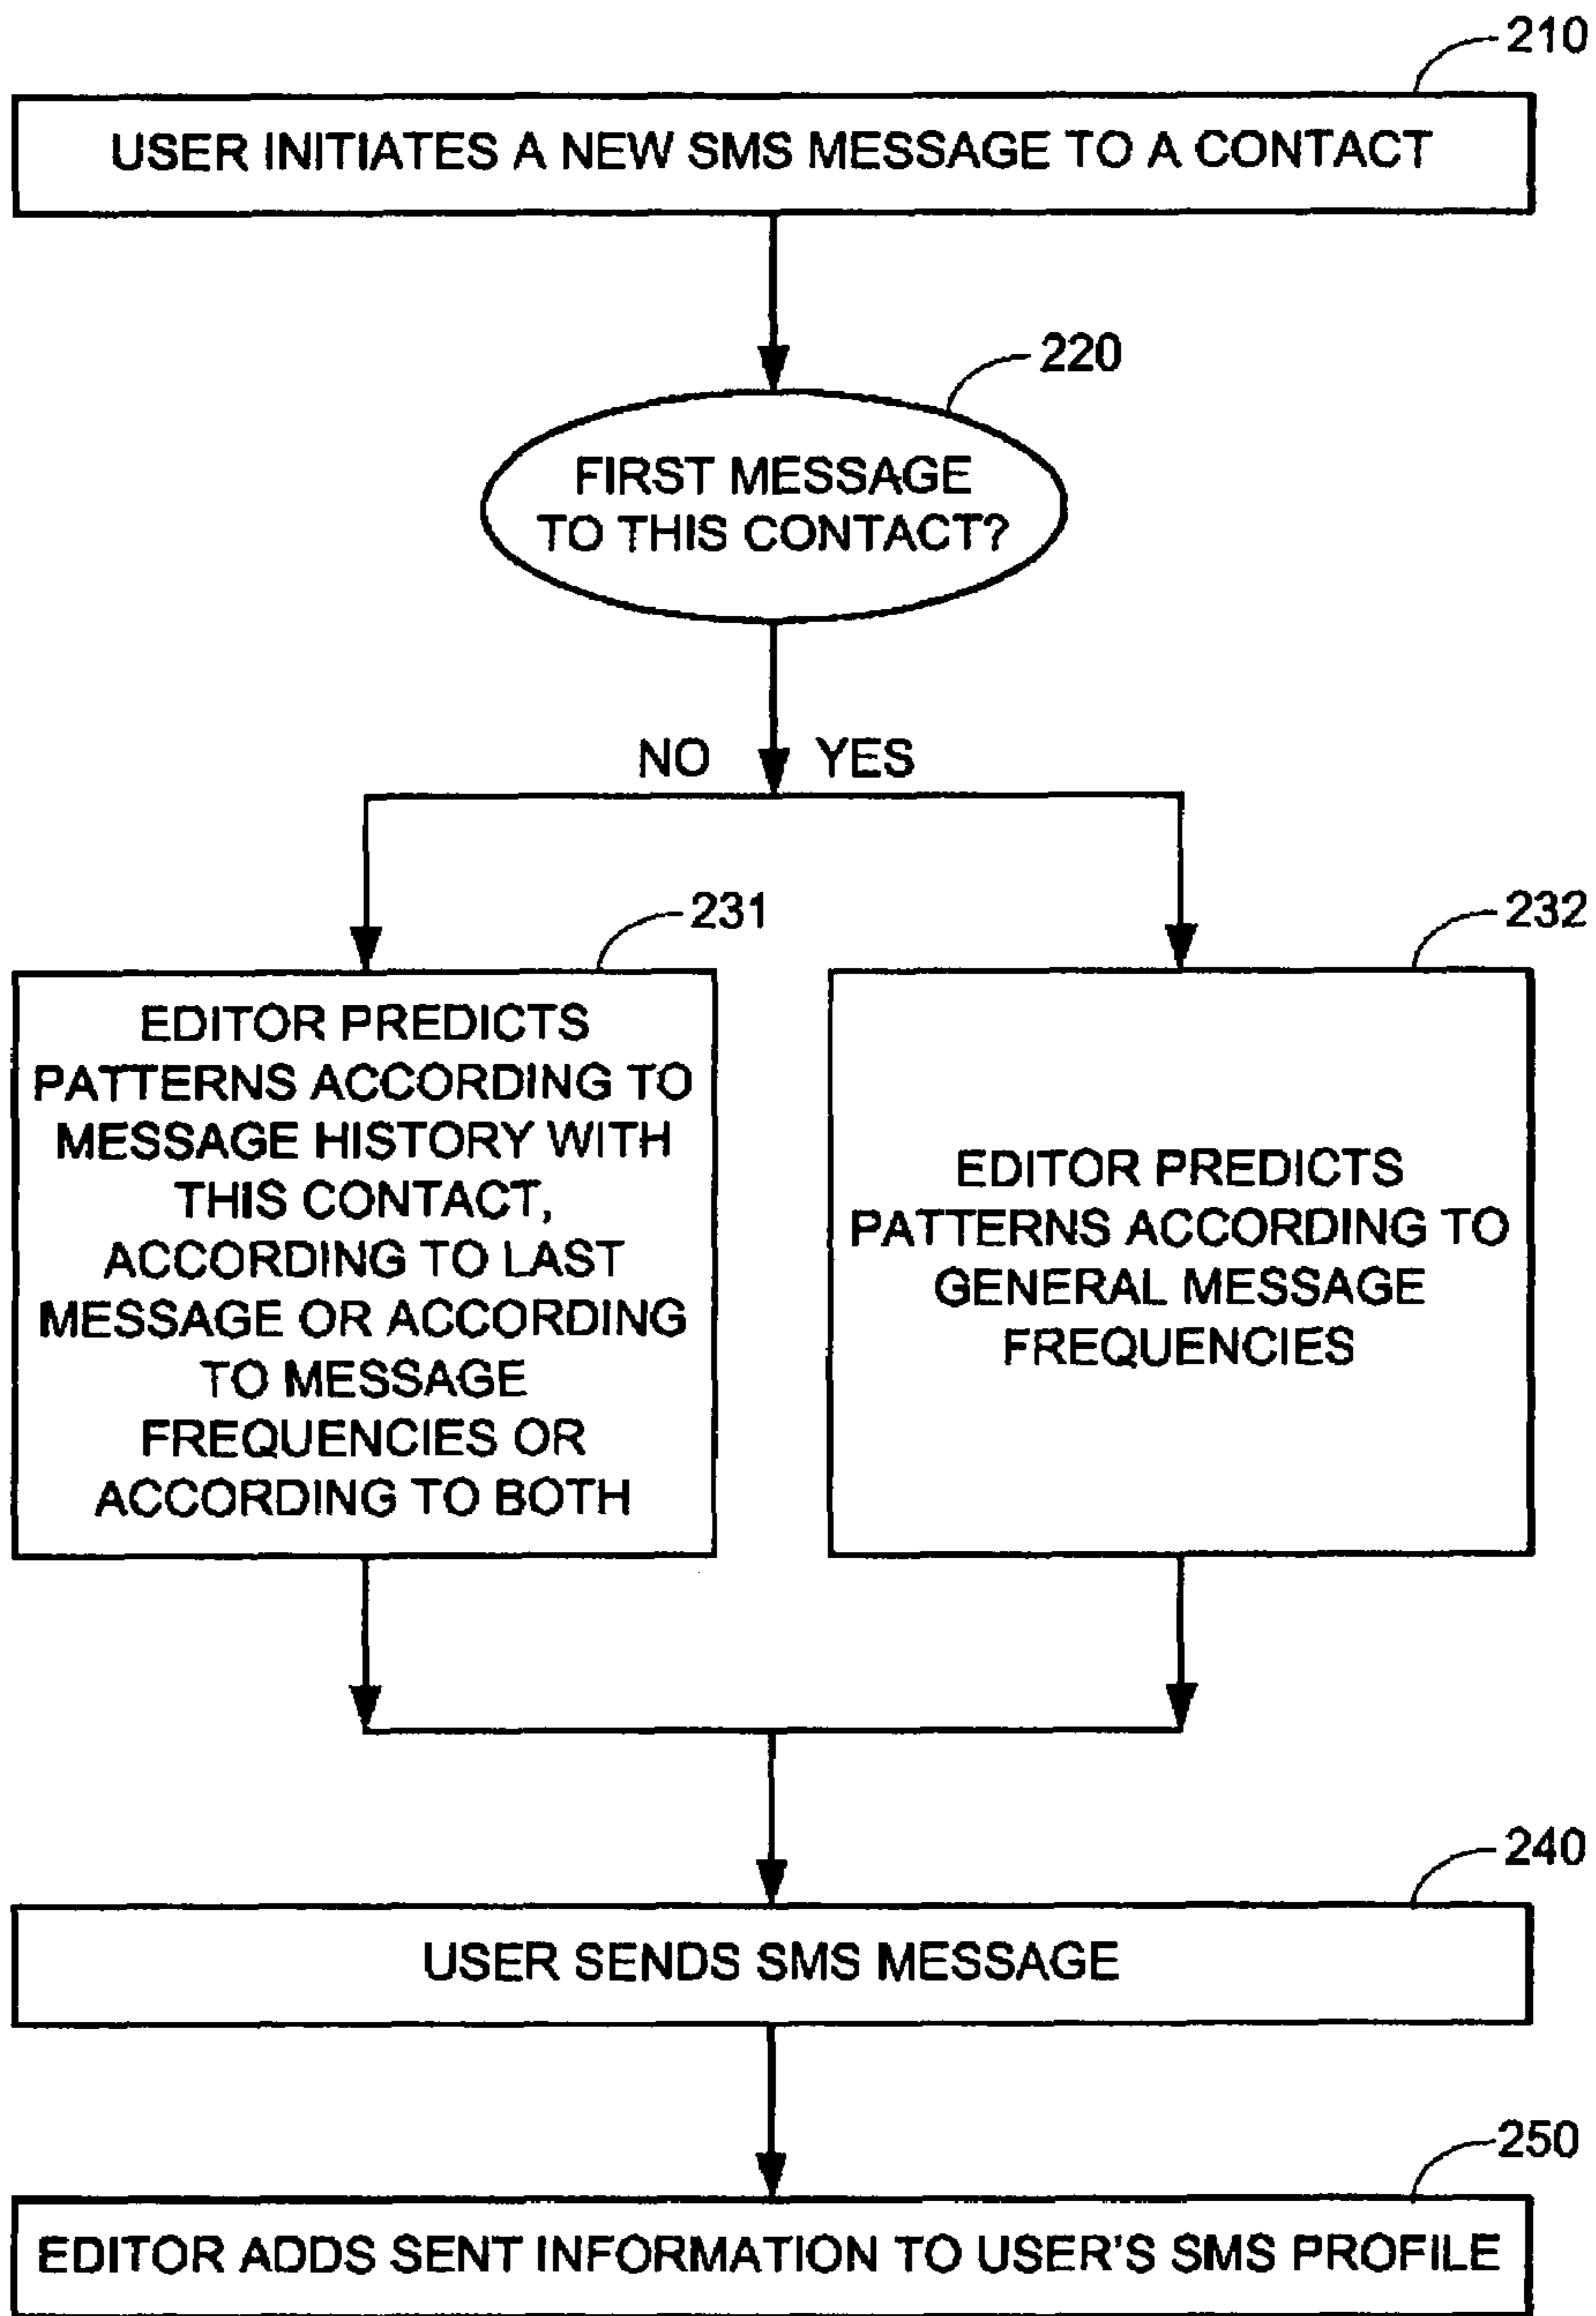 210
USER INITIATES A NEW SMS MESSAGE TO A CONTACT
220
FIRST MESSAGE
TO THIS CONTACT?
NO
YES
231
EDITOR PREDICTS
PATTERNS ACCORDING TO
MESSAGE HISTORY WITH
THIS CONTACT,
ACCORDING TO LAST
MESSAGE OR ACCORDING
TO MESSAGE
FREQUENCIES OR
ACCORDING TO BOTH
232
EDITOR PREDICTS
PATTERNS ACCORDING TO
GENERAL MESSAGE
FREQUENCIES
240
USER SENDS SMS MESSAGE
250
EDITOR ADDS SENT INFORMATION TO USER'S SMS PROFILE